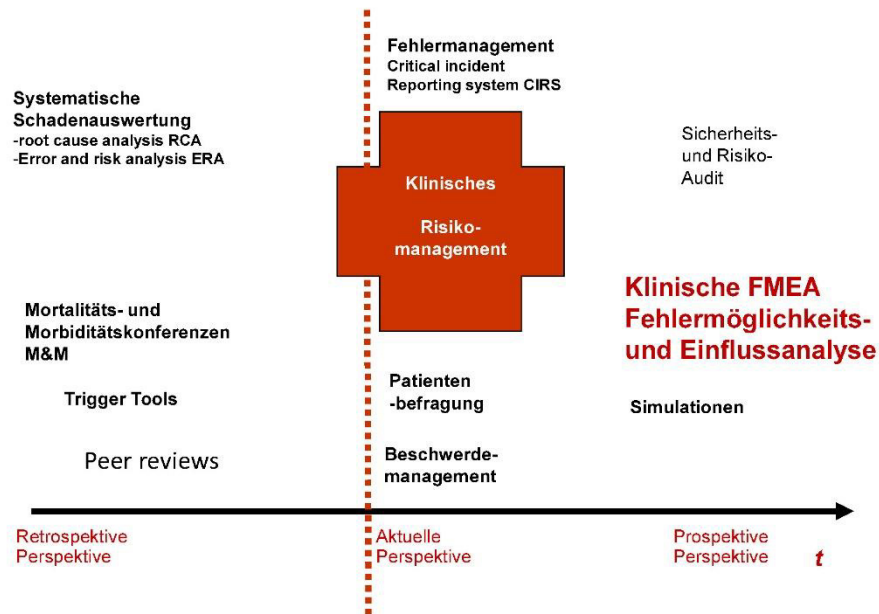 Fehlermanagement
Critical incident
Reporting system CIRS
Systematische
Schadenauswertung
-root cause analysis RCA
-Error and risk analysis ERA
Sicherheits-
und Risiko-
Audit
Klinisches
Risiko-
management
Klinische FMEA
Fehlermöglichkeits-
und Einflussanalyse
Mortalitäts- und
Morbiditätskonferenzen
M&M
Trigger Tools
Patienten
-befragung
Simulationen
Peer reviews
Beschwerde-
management
Retrospektive
Perspektive
Aktuelle
Perspektive
Prospektive
Perspektive
t